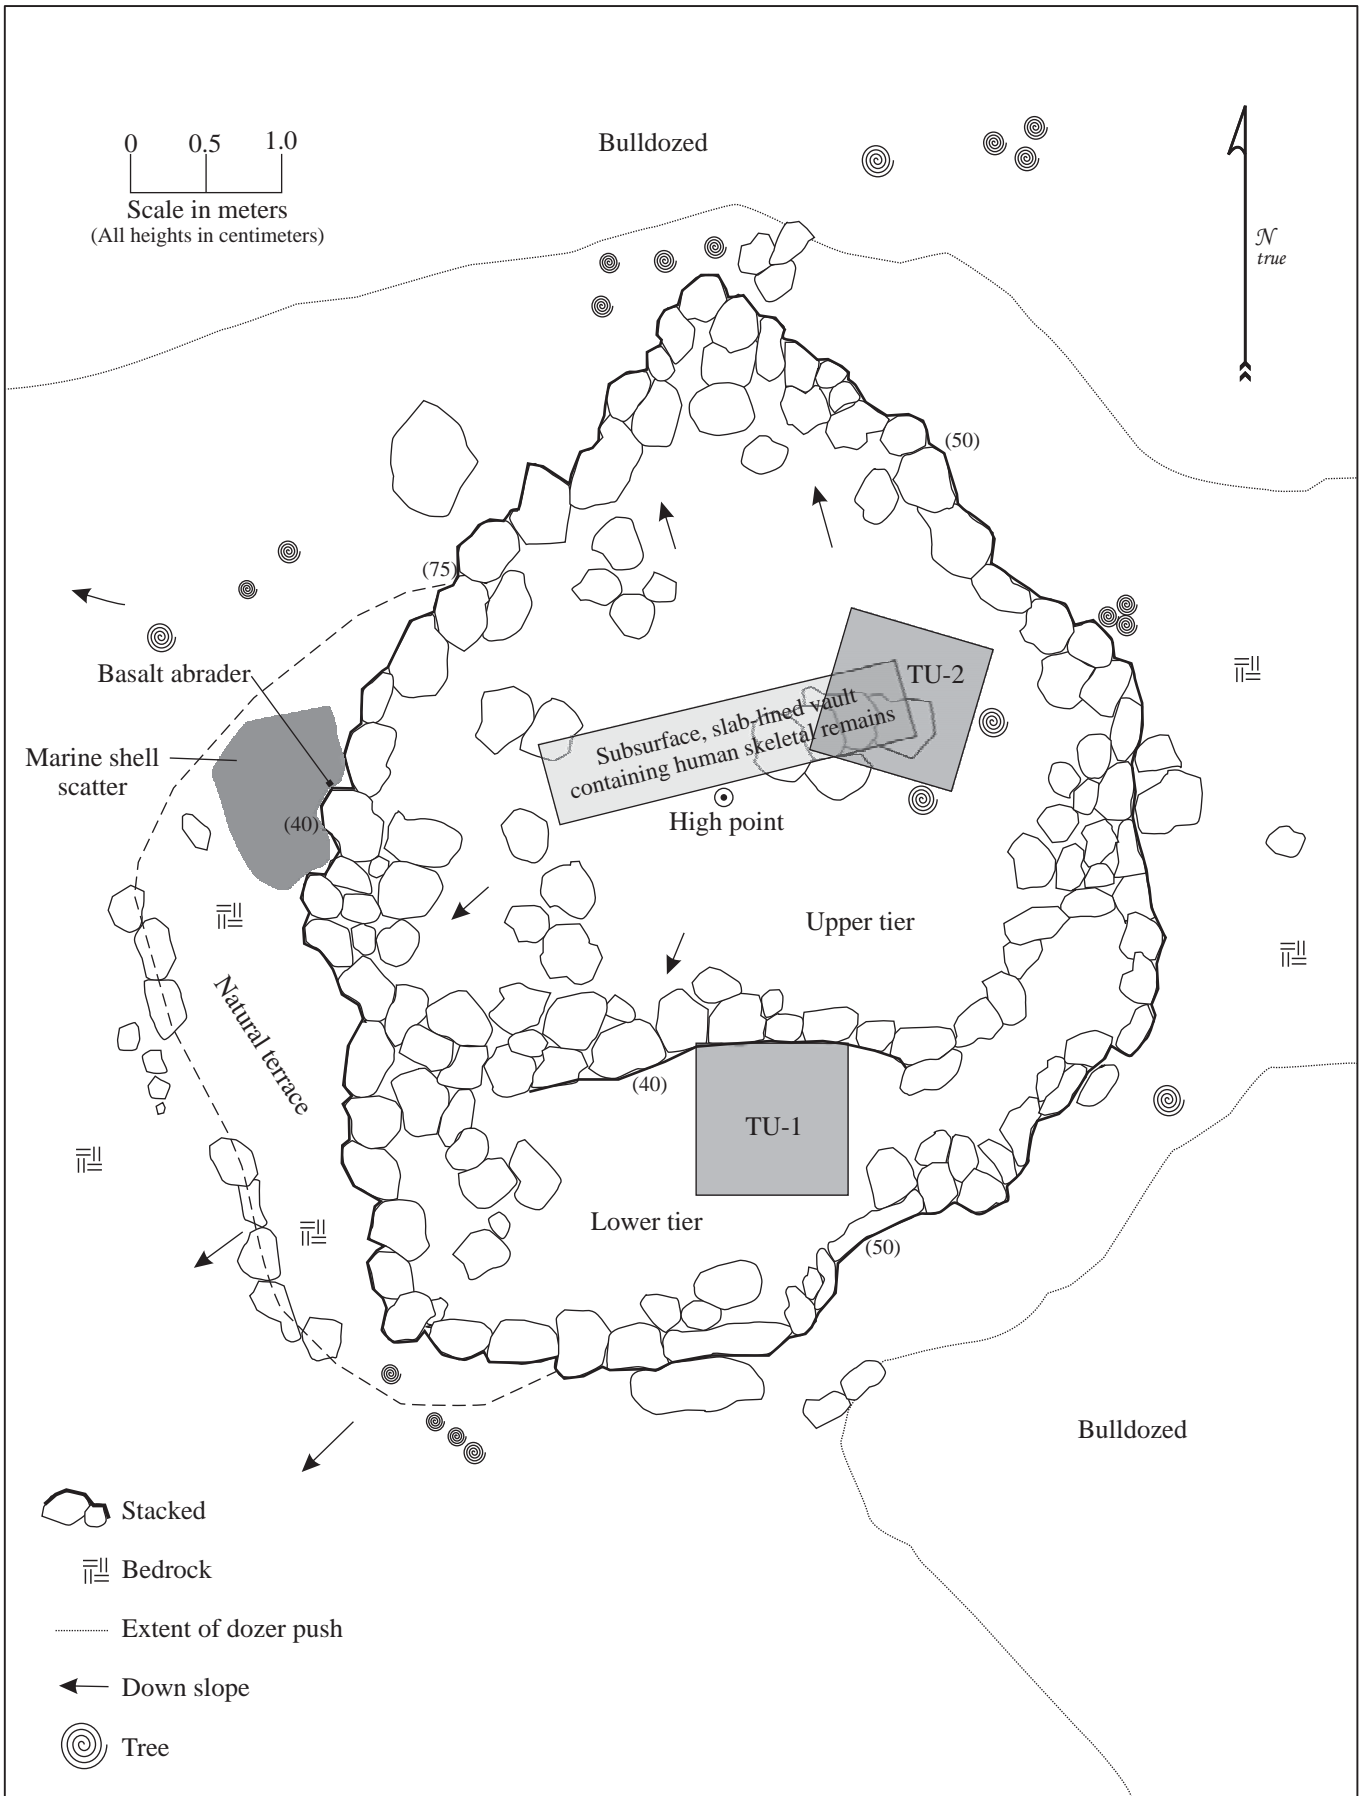 Bulldozed
0 0.5 1.0
Scale in meters
(All heights in centimeters)
N
true
(50)
(75)
Basalt abrader
TU-2
Subsurface, slab-lined vault
containing human skeletal remains
Marine shell
scatter
(40)
High point
Upper tier
Natural terrace
(40)
TU-1
Lower tier
(50)
Bulldozed
Stacked
Bedrock
Extent of dozer push
Down slope
Tree